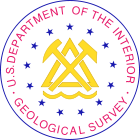 U.S. DEPARTMENT OF THE INTERIOR
GEOLOGICAL SURVEY